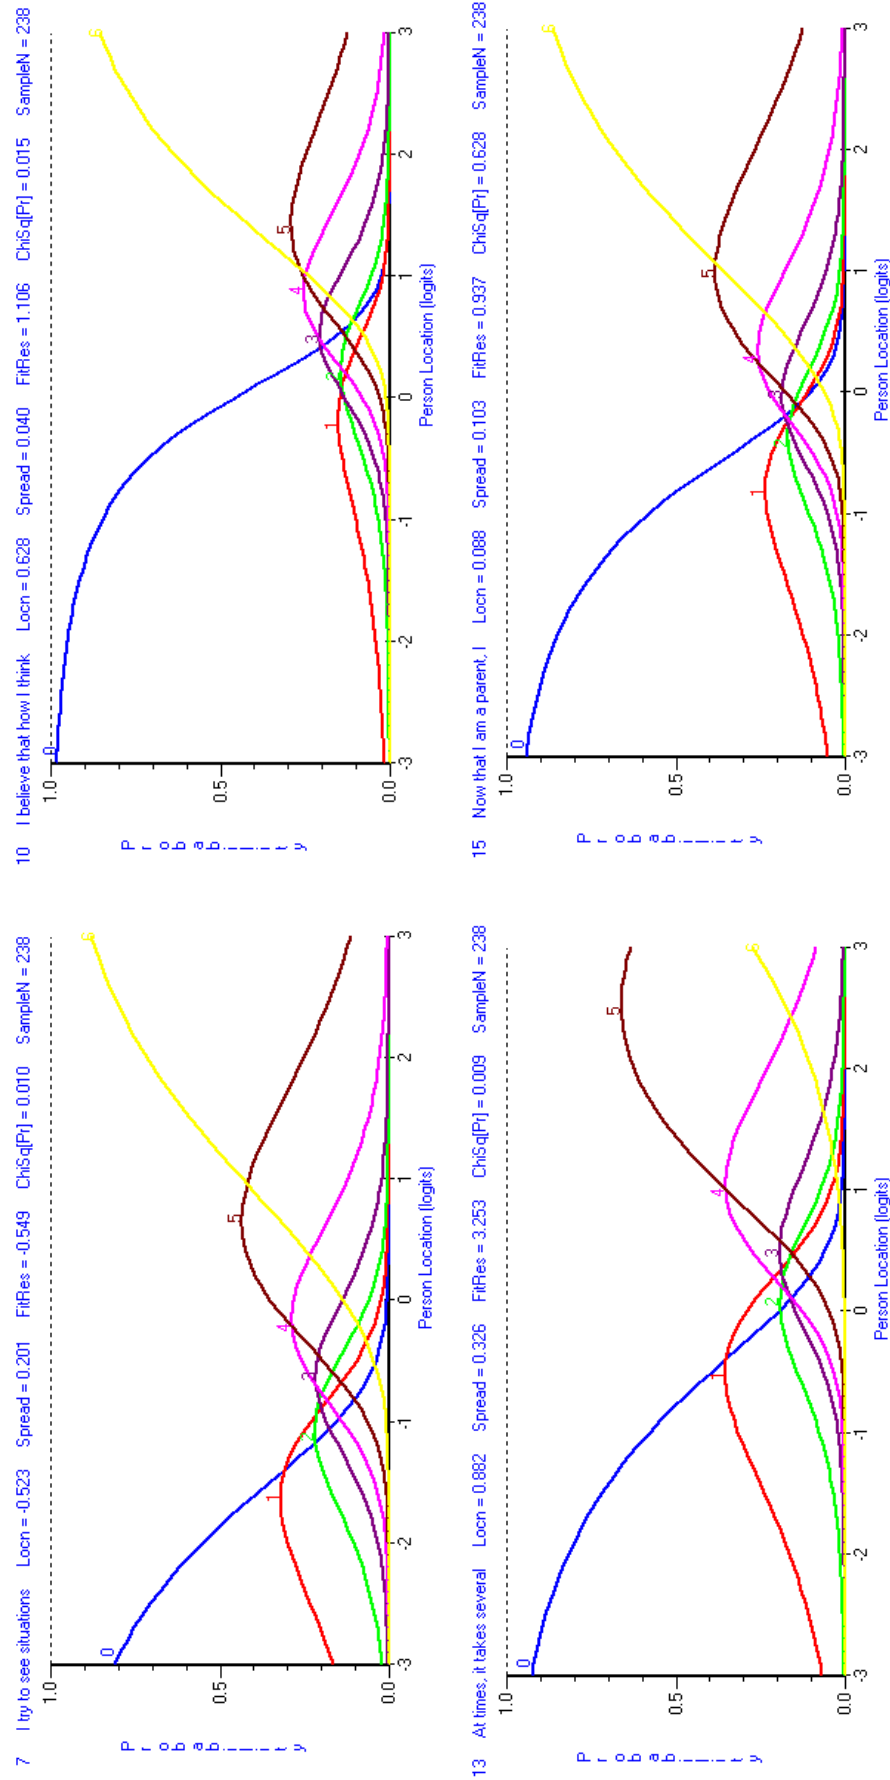 7 I try to see situations Locn = -0.523 Spread = 0.201 FitRes = -0.549 ChiSq[Pr] = 0.010 SampleN = 238
1.0
0.5
0.0
Probability
0
1
2
3
4
5
6
-3 -2 -1 0 1 2 3
Person Location (logits)
10 I believe that how I think Locn = 0.628 Spread = 0.040 FitRes = 1.106 ChiSq[Pr] = 0.015 SampleN = 238
1.0
0.5
0.0
Probability
0
1
2
3
4
5
6
-3 -2 -1 0 1 2 3
Person Location (logits)
13 At times, it takes several Locn = 0.882 Spread = 0.326 FitRes = 3.253 ChiSq[Pr] = 0.009 SampleN = 238
1.0
0.5
0.0
Probability
0
1
2
3
4
5
6
-3 -2 -1 0 1 2 3
Person Location (logits)
15 Now that I am a parent, I Locn = 0.088 Spread = 0.103 FitRes = 0.937 ChiSq[Pr] = 0.628 SampleN = 238
1.0
0.5
0.0
Probability
0
1
2
3
4
5
6
-3 -2 -1 0 1 2 3
Person Location (logits)